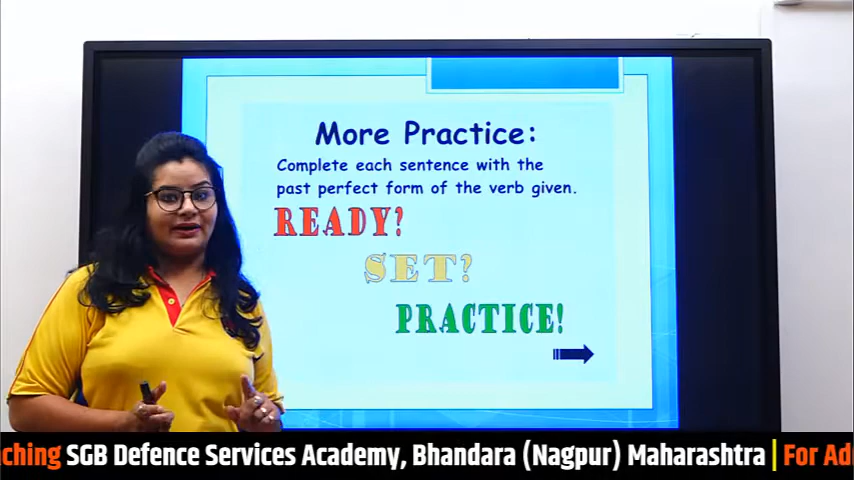 More Practice:
Complete each sentence with the
past perfect form of the verb given.
READY?
SET?
PRACTICE!
ching SGB Defence Services Academy, Bhandara (Nagpur) Maharashtra | For Ad